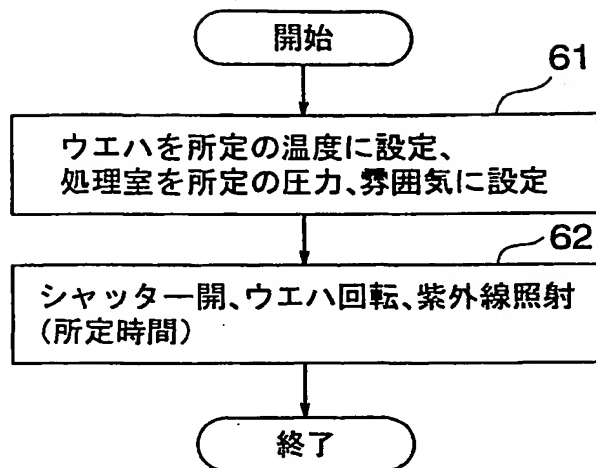 開始
61
ウエハを所定の温度に設定、
処理室を所定の圧力、雰囲気に設定
62
シャッター開、ウエハ回転、紫外線照射
(所定時間)
終了